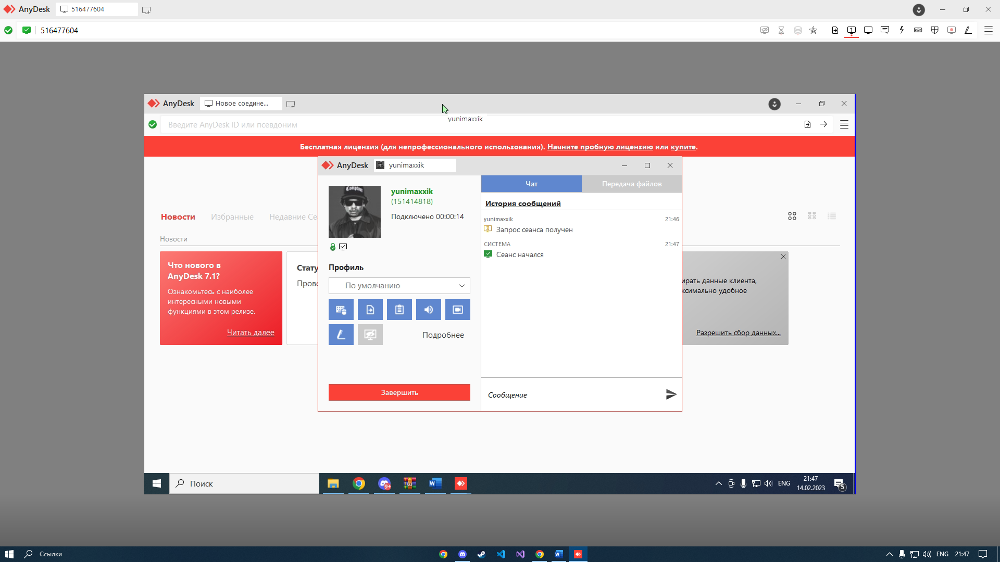 AnyDesk
516477604
516477604
AnyDesk
Новое соедине...
yunimaxxik
Введите AnyDesk ID или псевдоним
Бесплатная лицензия (для непрофессионального использования). Начните пробную лицензию или купите.
AnyDesk
yunimaxxik
yunimaxxik
(151414818)
Подключено 00:00:14
Профиль
По умолчанию
Подробнее
Завершить
Чат
Передача файлов
История сообщений
yunimaxxik 21:46
Запрос сеанса получен
СИСТЕМА 21:47
Сеанс начался
Сообщение
Новости
Избранные
Недавние Се
Новости
Что нового в
AnyDesk 7.1?
Ознакомьтесь с наиболее
интересными новыми
функциями в этом релизе.
Читать далее
Стату
Прове
ирать данные клиента,
ксимально удобное
Разрешить сбор данных...
Поиск
9+
ENG
21:47
14.02.2023
5
Ссылки
ENG
21:47